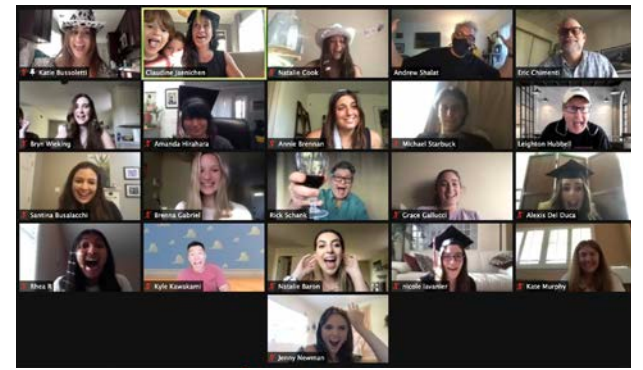 Katie Bussoletti
Claudine Jaenichen
Natalie Cook
Andrew Shalat
Eric Chimenti
Bryn Wieking
Amanda Hirahara
Annie Brennan
Michael Starbuck
Leighton Hubbell
Santina Busalacchi
Brenna Gabriel
Rick Scharis
Grace Gallucci
Alexis Del Duca
Rhea R
Kyle Kawakami
Natalie Baron
nicole lavanier
Kate Murphy
Jenny Newman